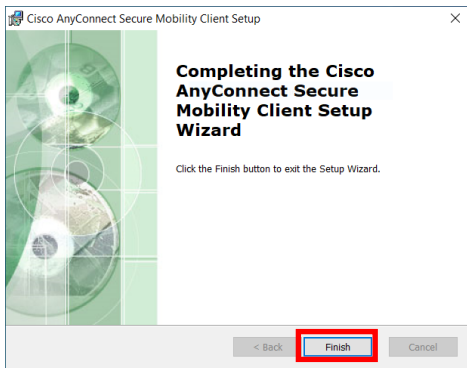 Cisco AnyConnect Secure Mobility Client Setup
Completing the Cisco
AnyConnect Secure
Mobility Client Setup
Wizard
Click the Finish button to exit the Setup Wizard.
< Back Finish Cancel